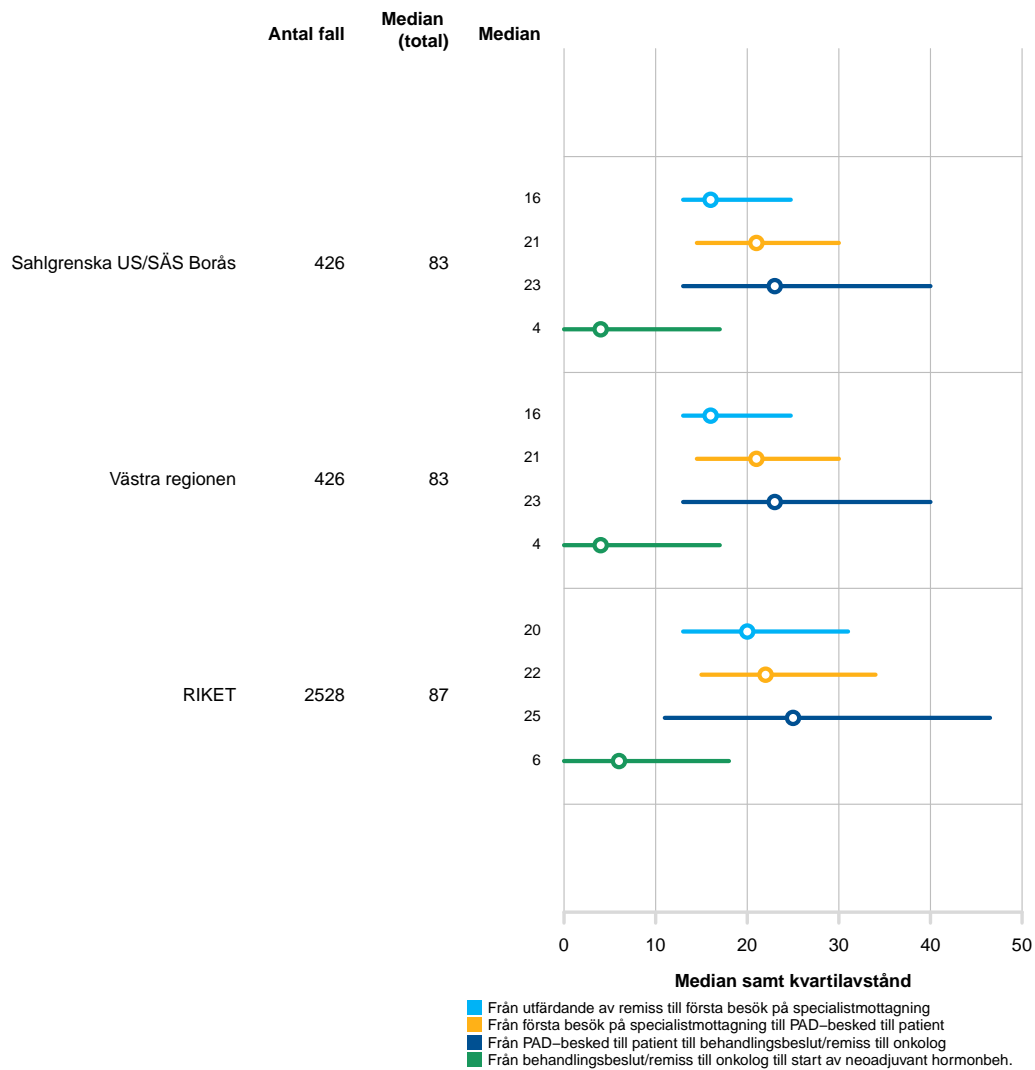 Antal fall
Median (total)
Median
16
21
Sahlgrenska US/SÄS Borås 426 83
23
4
16
21
Västra regionen 426 83
23
4
20
22
RIKET 2528 87
25
6
0 10 20 30 40 50
Median samt kvartilavstånd
Från utfärdande av remiss till första besök på specialistmottagning
Från första besök på specialistmottagning till PAD−besked till patient
Från PAD−besked till patient till behandlingsbeslut/remiss till onkolog
Från behandlingsbeslut/remiss till onkolog till start av neoadjuvant hormonbeh.